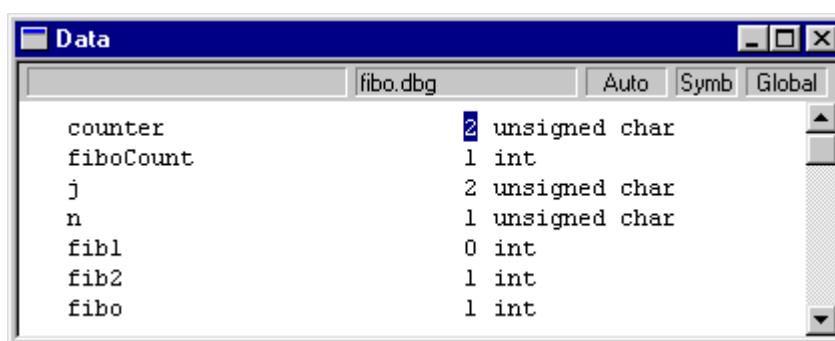 Data
fibo.dbg Auto Symb Global
counter 2 unsigned char
fiboCount 1 int
j 2 unsigned char
n 1 unsigned char
fib1 0 int
fib2 1 int
fibo 1 int